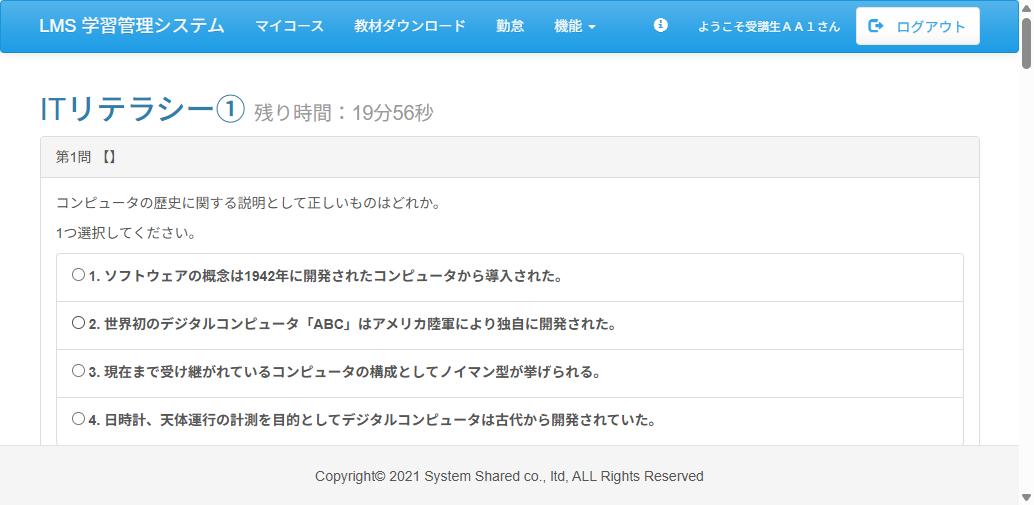 LMS 学習管理システム マイコース 教材ダウンロード 勤怠 機能 ようこそ受講生ＡＡ１さん ログアウト
ITリテラシー① 残り時間：19分56秒
第1問 【】
コンピュータの歴史に関する説明として正しいものはどれか。
1つ選択してください。
1. ソフトウェアの概念は1942年に開発されたコンピュータから導入された。
2. 世界初のデジタルコンピュータ「ABC」はアメリカ陸軍により独自に開発された。
3. 現在まで受け継がれているコンピュータの構成としてノイマン型が挙げられる。
4. 日時計、天体運行の計測を目的としてデジタルコンピュータは古代から開発されていた。
Copyright© 2021 System Shared co., ltd, ALL Rights Reserved